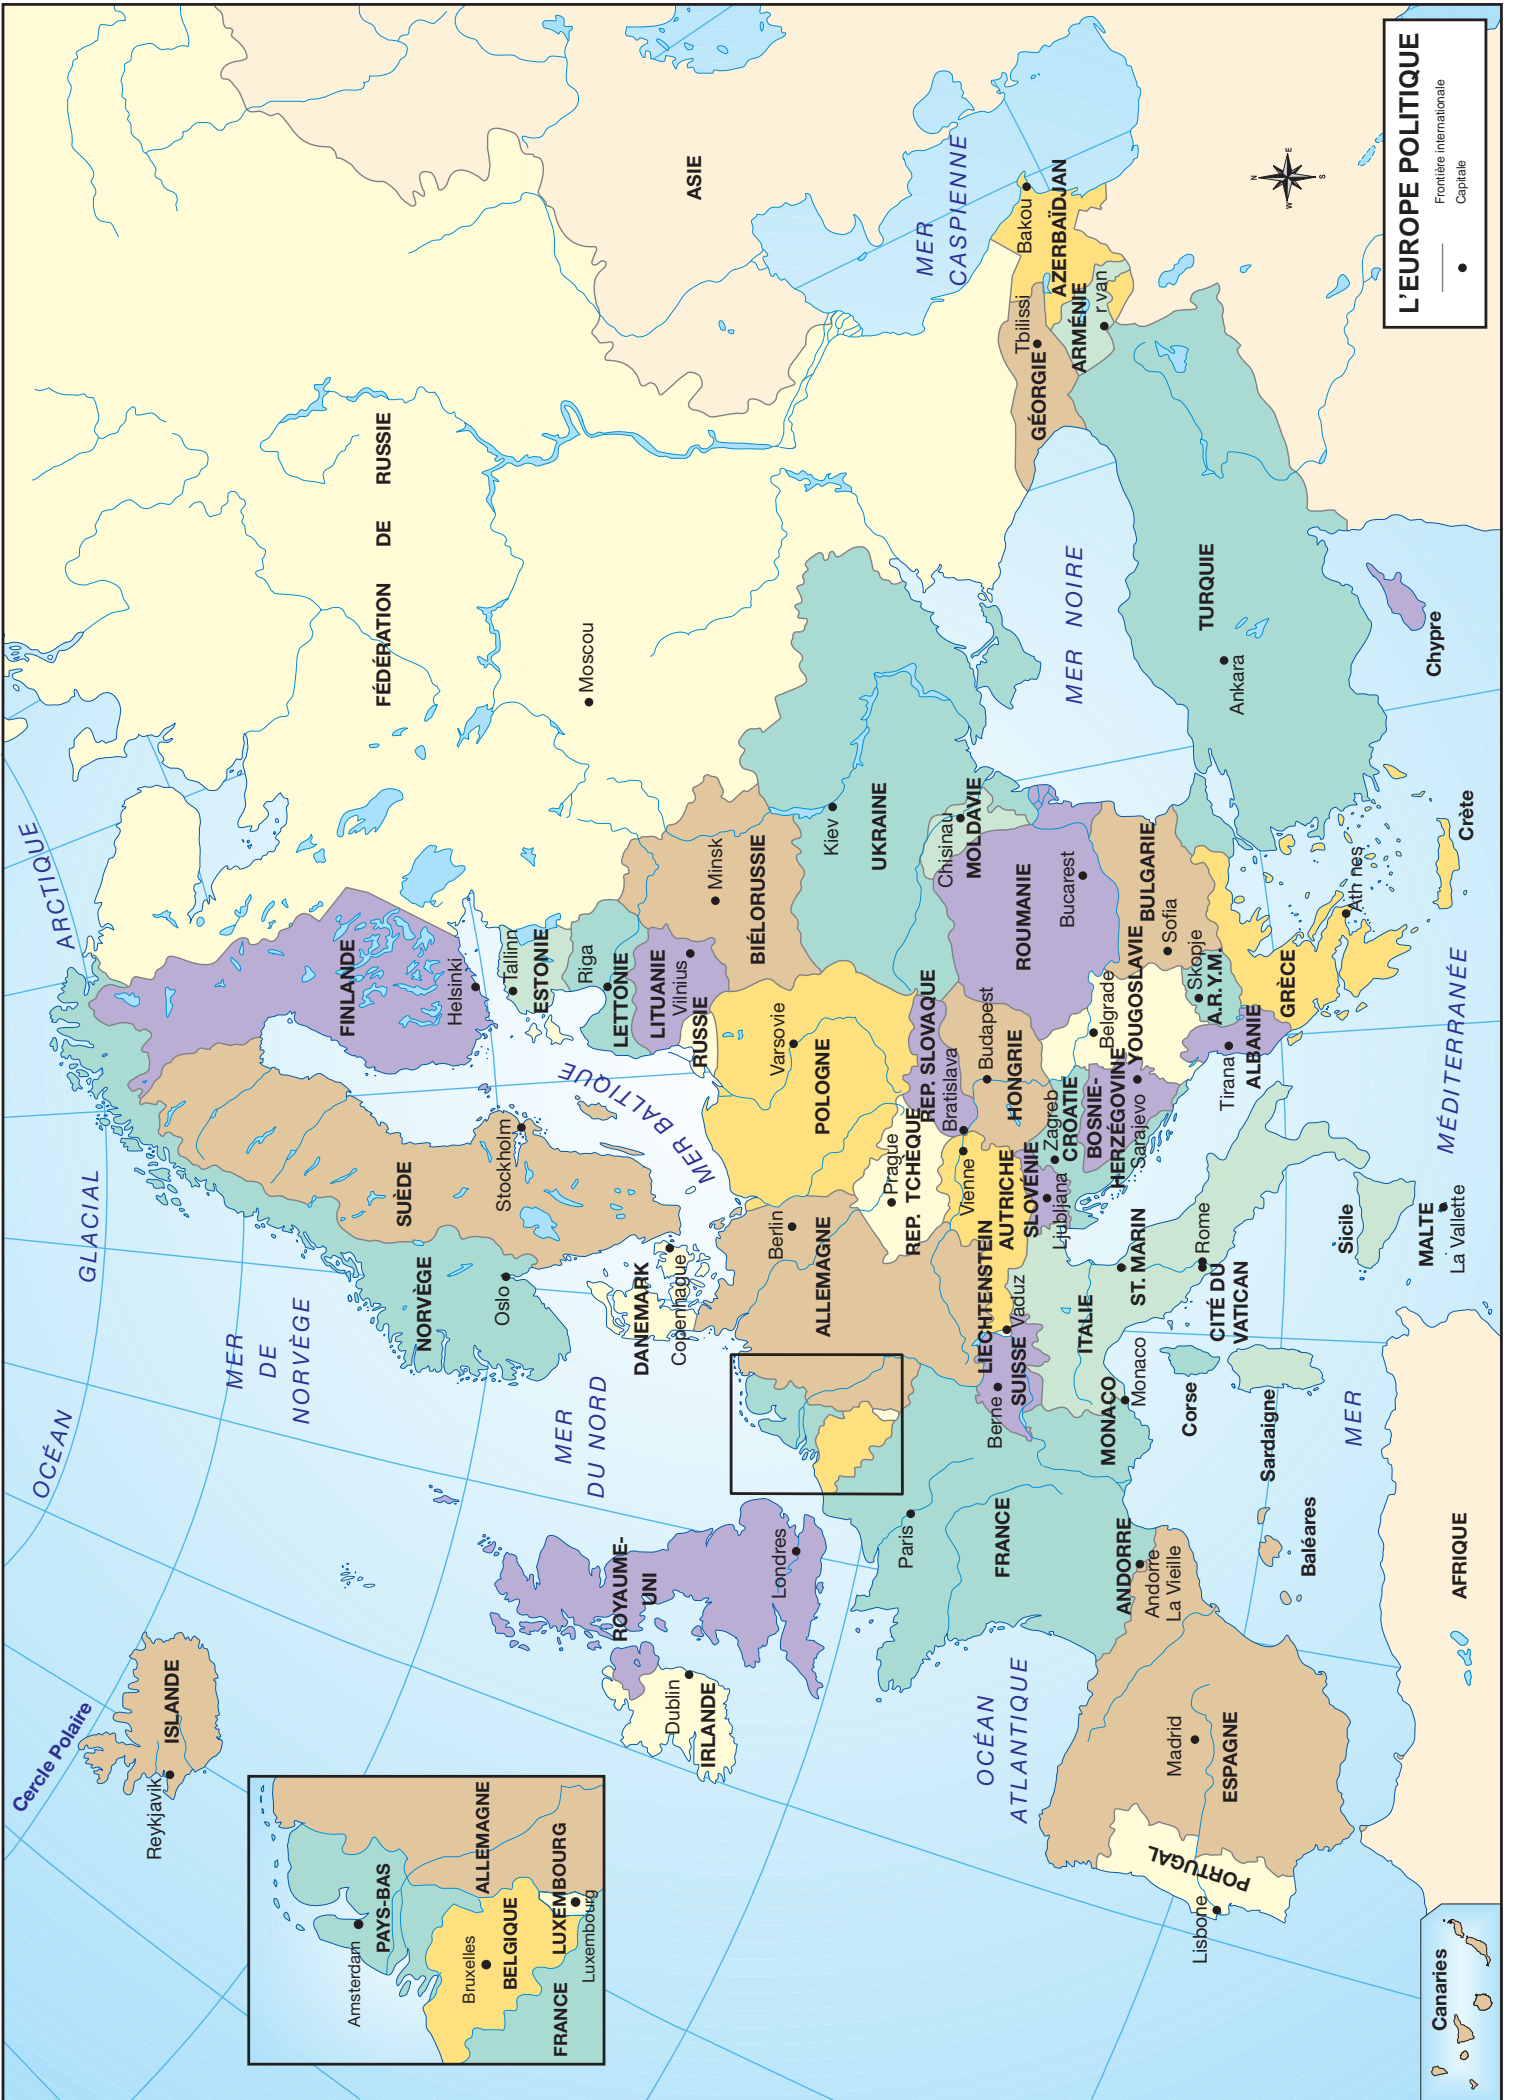 L'EUROPE POLITIQUE
Frontière internationale
Capitale
N
E
S
W
Cercle Polaire
OCÉAN
GLACIAL
ARCTIQUE
ISLANDE
Reykjavik
MER
DE
NORVÈGE
NORVÈGE
Oslo
SUÈDE
Stockholm
FINLANDE
Helsinki
FÉDÉRATION DE RUSSIE
Moscou
ASIE
Tallinn
ESTONIE
Riga
LETTONIE
LITUANIE
Vilnius
RUSSIE
MER BALTIQUE
DANEMARK
Copenhague
MER
DU NORD
ROYAUME-
UNI
Londres
Dublin
IRLANDE
Amsterdam
PAYS-BAS
ALLEMAGNE
Bruxelles
BELGIQUE
LUXEMBOURG
Luxembourg
FRANCE
Minsk
BIÉLORUSSIE
Varsovie
POLOGNE
Berlin
ALLEMAGNE
Kiev
UKRAINE
Prague
REP. TCHÈQUE
REP. SLOVAQUE
Bratislava
Vienne
AUTRICHE
LIECHTENSTEIN
Vaduz
Berne
SUISSE
Paris
FRANCE
Budapest
HONGRIE
Chisinau
MOLDAVIE
ROUMANIE
Bucarest
SLOVÉNIE
Ljubljana
Zagreb
CROATIE
BOSNIE-
HERZÉGOVINE
Sarajevo
Belgrade
YOUGOSLAVIE
BULGARIE
Sofia
Skopje
A.R.Y.M.
Tirana
ALBANIE
GRÈCE
Ath nes
Crète
MER NOIRE
MER
CASPIENNE
GÉORGIE
Tbilissi
ARMÉNIE
r van
AZERBAÏDJAN
Bakou
TURQUIE
Ankara
Chypre
ITALIE
ST. MARIN
Rome
CITÉ DU
VATICAN
MONACO
Monaco
Corse
Sardaigne
Sicile
MALTE
La Vallette
MER
MÉDITERRANÉE
ANDORRE
Andorre
La Vieille
Baléares
OCÉAN
ATLANTIQUE
Madrid
ESPAGNE
PORTUGAL
Lisbone
AFRIQUE
Canaries